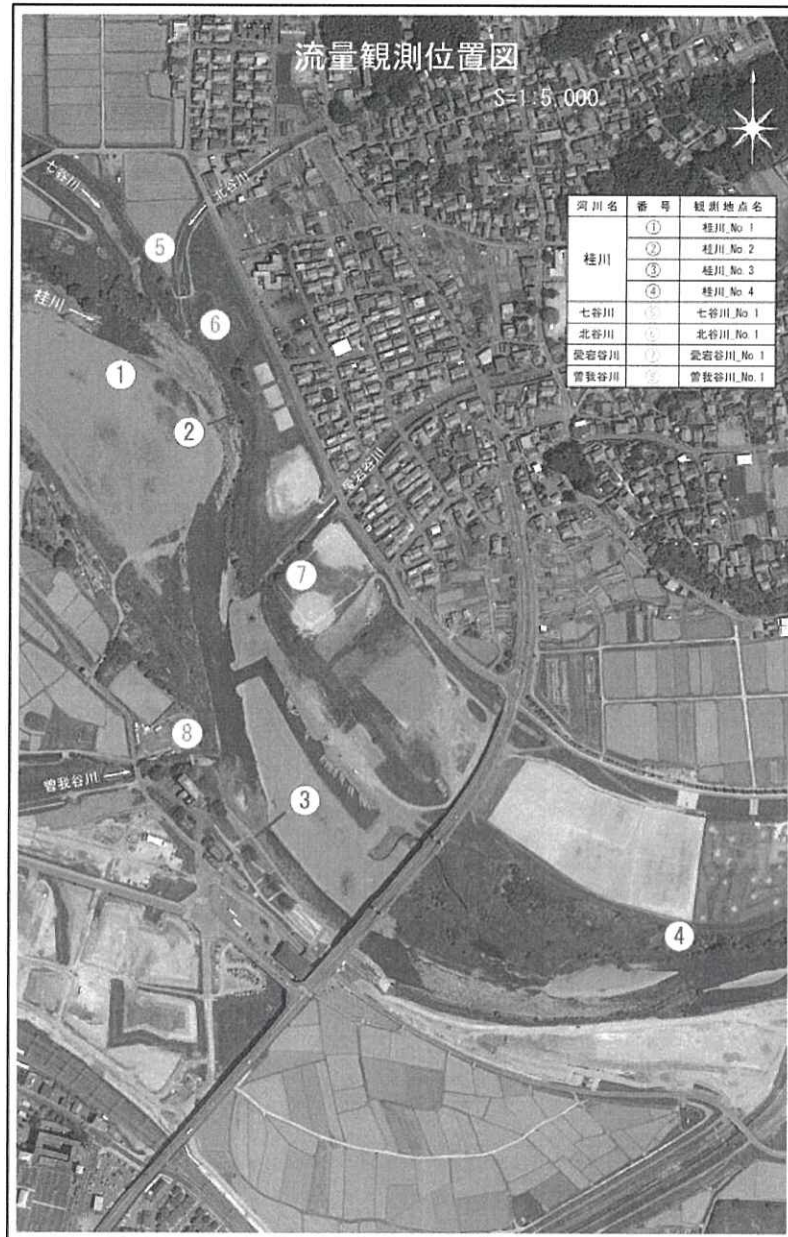 流量観測位置図
S=1:5,000
河川名 番号 観測地点名
桂川 ① 桂川_No.1
② 桂川_No.2
③ 桂川_No.3
④ 桂川_No.4
七谷川 ⑤ 七谷川_No.1
北谷川 ⑥ 北谷川_No.1
愛宕谷川 ⑦ 愛宕谷川_No.1
曽我谷川 ⑧ 曽我谷川_No.1
七谷川
北谷川
5
桂川
6
1
2
愛宕谷川
7
8
曽我谷川
3
4